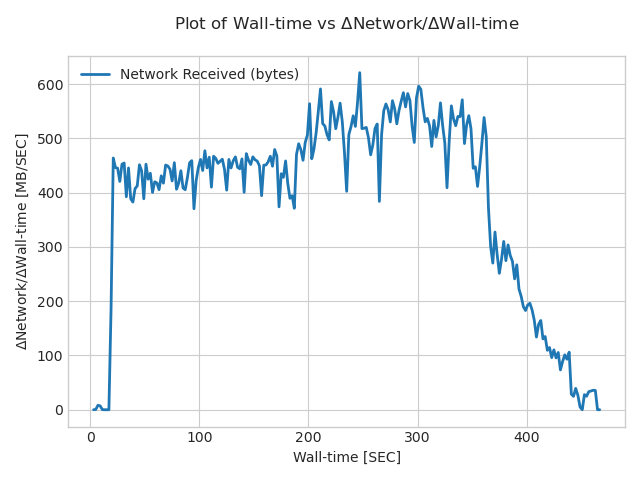 Plot of Wall-time vs ΔNetwork/ΔWall-time
Network Received (bytes)
ΔNetwork/ΔWall-time [MB/SEC]
600
500
400
300
200
100
0
0 100 200 300 400
Wall-time [SEC]